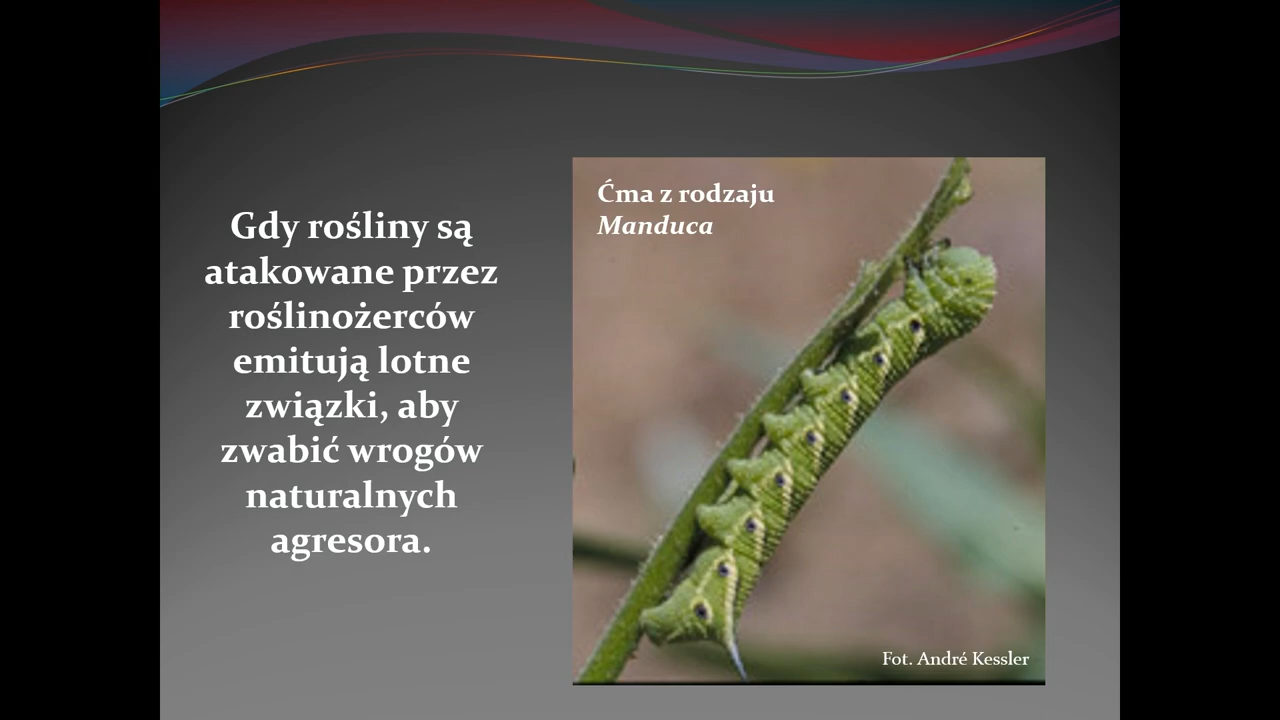 Gdy rośliny są
atakowane przez
roślinożerców
emitują lotne
związki, aby
zwabić wrogów
naturalnych
agresora.
Ćma z rodzaju
Manduca
Fot. André Kessler